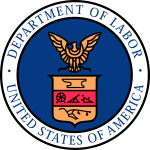 DEPARTMENT OF LABOR
UNITED STATES OF AMERICA